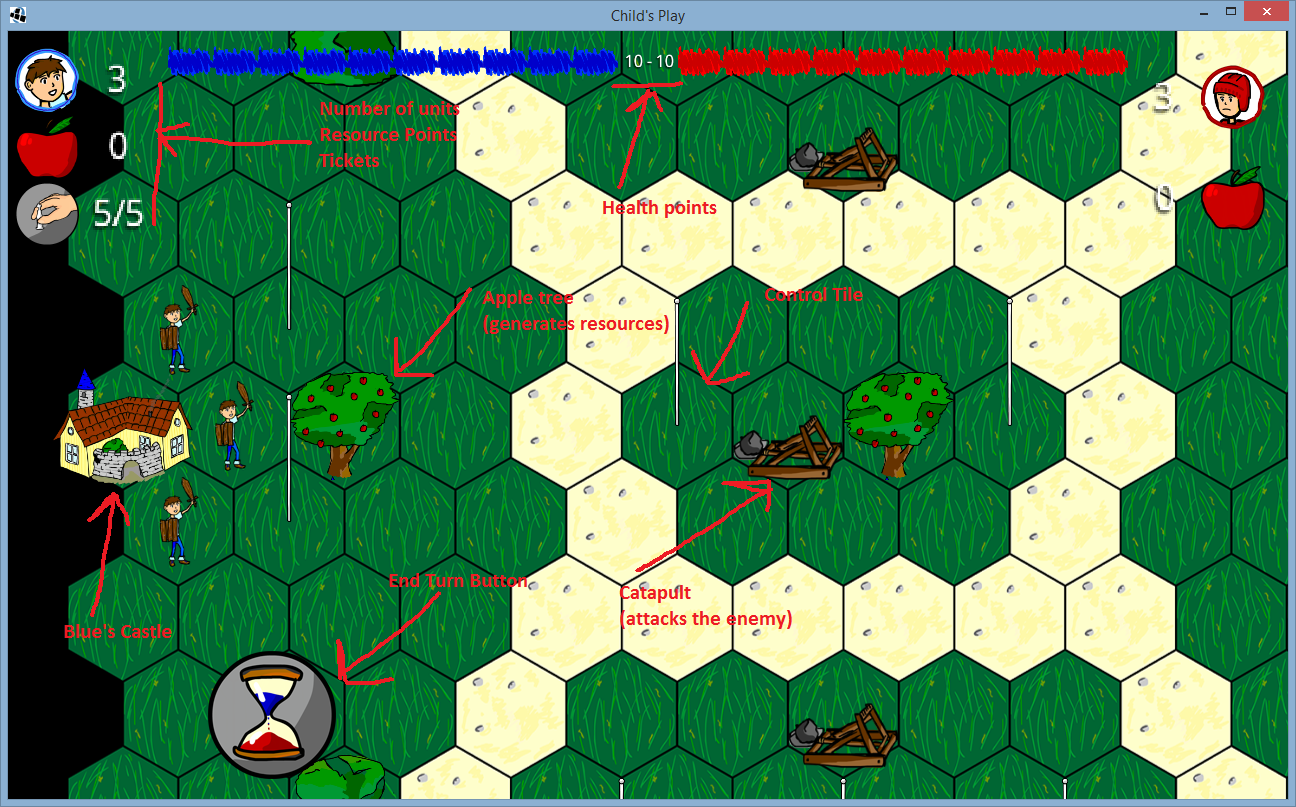 Child's Play
3
10 - 10
3
0
5/5
0
Number of units
Resource Points
Tickets
Health points
Apple tree
(generates resources)
Control Tile
End Turn Button
Catapult
(attacks the enemy)
Blue's Castle